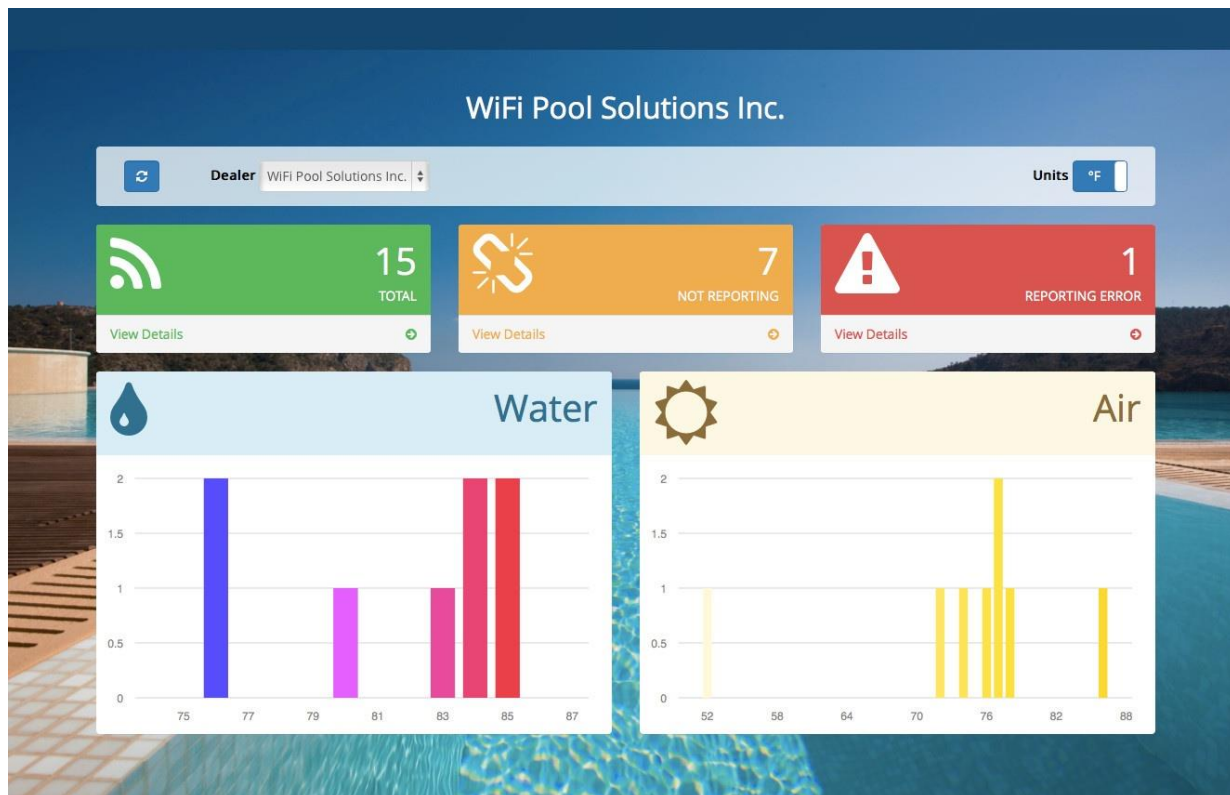 WiFi Pool Solutions Inc.
Dealer WiFi Pool Solutions Inc. Units °F
15
TOTAL
7
NOT REPORTING
1
REPORTING ERROR
View Details
View Details
View Details
Water
2
1.5
1
0.5
0
75 77 79 81 83 85 87
Air
2
1.5
1
0.5
0
52 58 64 70 76 82 88